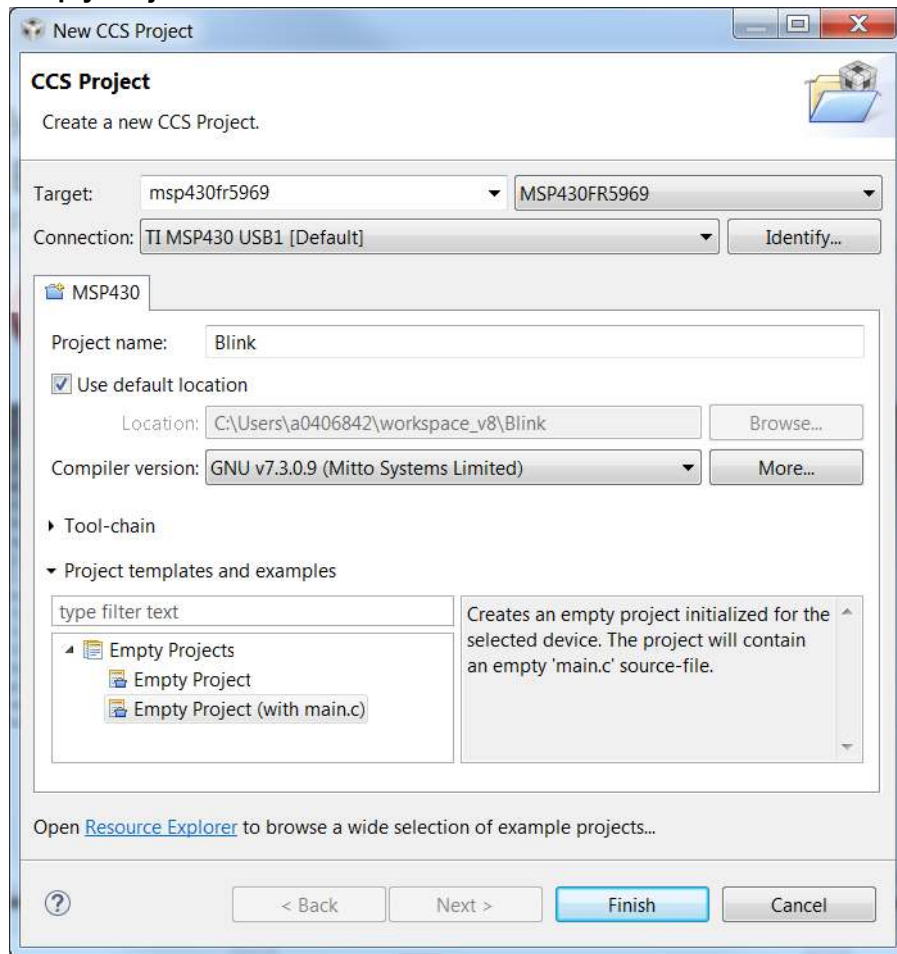 New CCS Project
CCS Project
Create a new CCS Project.
Target: msp430fr5969 MSP430FR5969
Connection: TI MSP430 USB1 [Default] Identify...
MSP430
Project name: Blink
Use default location
Location: C:\Users\a0406842\workspace_v8\Blink Browse...
Compiler version: GNU v7.3.0.9 (Mitto Systems Limited) More...
Tool-chain
Project templates and examples
type filter text
Empty Projects
Empty Project
Empty Project (with main.c)
Creates an empty project initialized for the
selected device. The project will contain
an empty 'main.c' source-file.
Open Resource Explorer to browse a wide selection of example projects...
? < Back Next > Finish Cancel